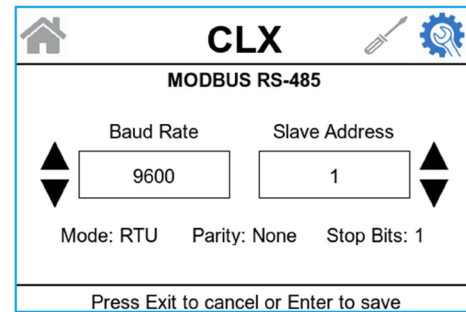 CLX
MODBUS RS-485
Baud Rate Slave Address
9600 1
Mode: RTU Parity: None Stop Bits: 1
Press Exit to cancel or Enter to save